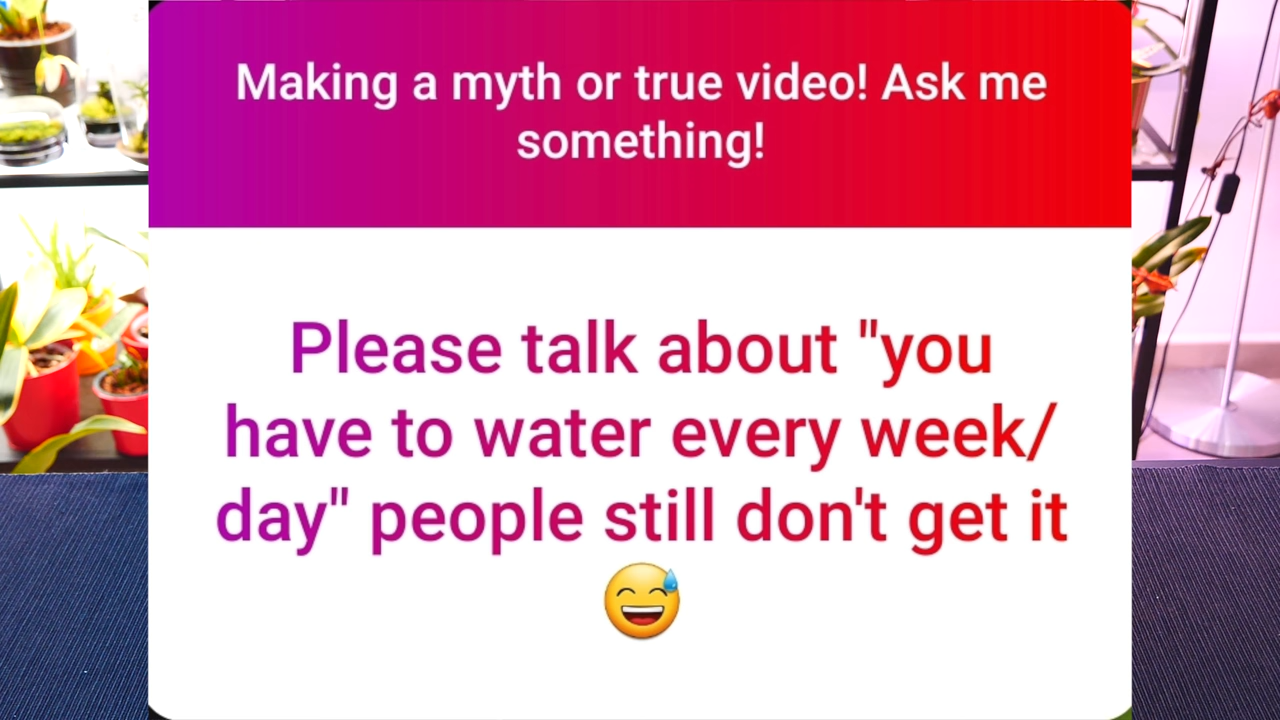 Making a myth or true video! Ask me
something!
Please talk about "you
have to water every week/
day" people still don't get it
😅